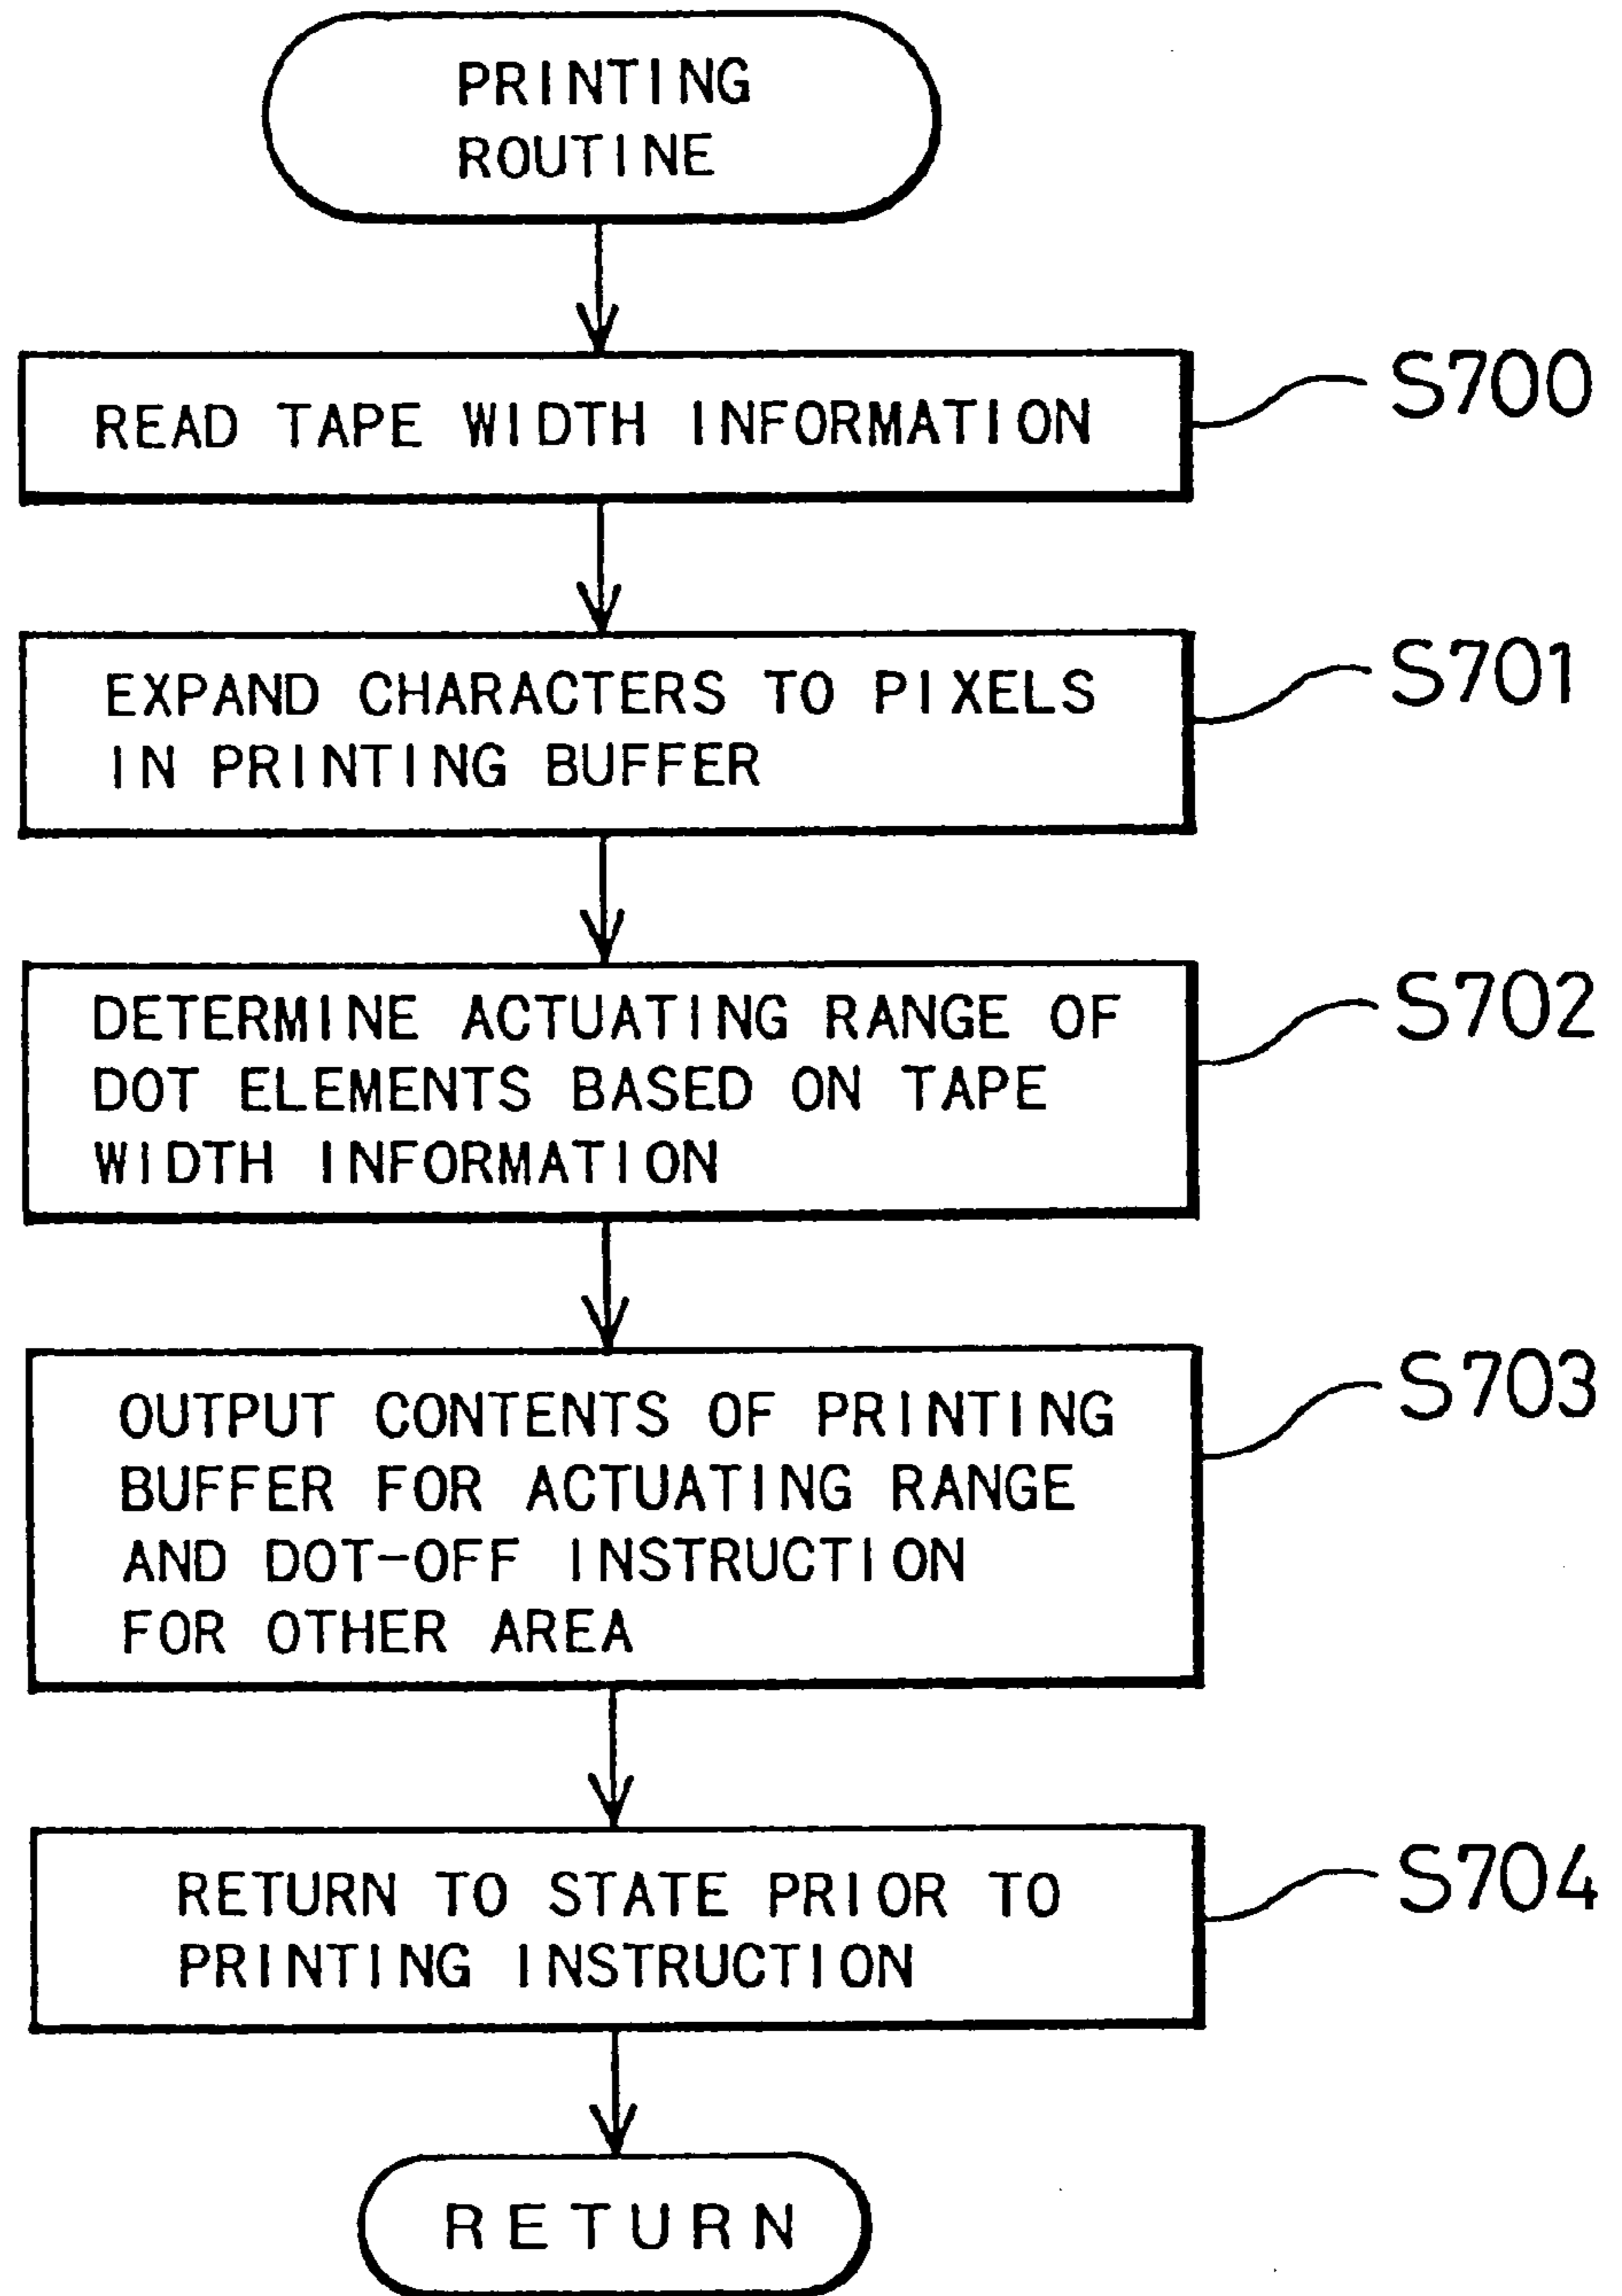 PRINTING
ROUTINE
READ TAPE WIDTH INFORMATION
S700
EXPAND CHARACTERS TO PIXELS
IN PRINTING BUFFER
S701
DETERMINE ACTUATING RANGE OF
DOT ELEMENTS BASED ON TAPE
WIDTH INFORMATION
S702
OUTPUT CONTENTS OF PRINTING
BUFFER FOR ACTUATING RANGE
AND DOT-OFF INSTRUCTION
FOR OTHER AREA
S703
RETURN TO STATE PRIOR TO
PRINTING INSTRUCTION
S704
RETURN